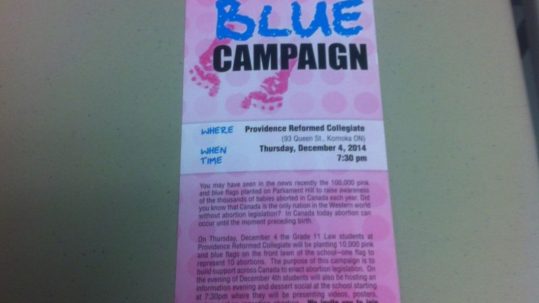 BLUE
CAMPAIGN
WHERE Providence Reformed Collegiate
(93 Queen St., Komoka ON)
WHEN Thursday, December 4, 2014
TIME 7:30 pm
You may have seen in the news recently the 100,000 pink
and blue flags planted on Parliament Hill to raise awareness
of the thousands of babies aborted in Canada each year. Did
you know that Canada is the only nation in the Western world
without abortion legislation? In Canada today abortion can
occur until the moment preceding birth.
On Thursday, December 4 the Grade 11 Law students at
Providence Reformed Collegiate will be planting 10,000 pink
and blue flags on the front lawn of the school—one flag to
represent 10 abortions. The purpose of this campaign is to
build support across Canada to enact abortion legislation. On
the evening of December 4th students will also be hosting an
information evening and dessert social at the school starting
at 7:30pm where they will be presenting videos, posters,